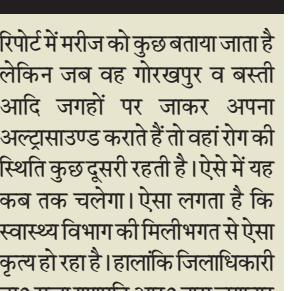 रिपोर्ट में मरीज को कुछ बताया जाता है
लेकिन जब वह गोरखपुर व बस्ती
आदि जगहों पर जाकर अपना
अल्ट्रासाउण्ड कराते हैं तो वहां रोग की
स्थिति कुछ दूसरी रहती है। ऐसे में यह
कब तक चलेगा। ऐसा लगता है कि
स्वास्थ्य विभाग की मिलीभगत से ऐसा
कृत्य हो रहा है। हालांकि जिलाधिकारी